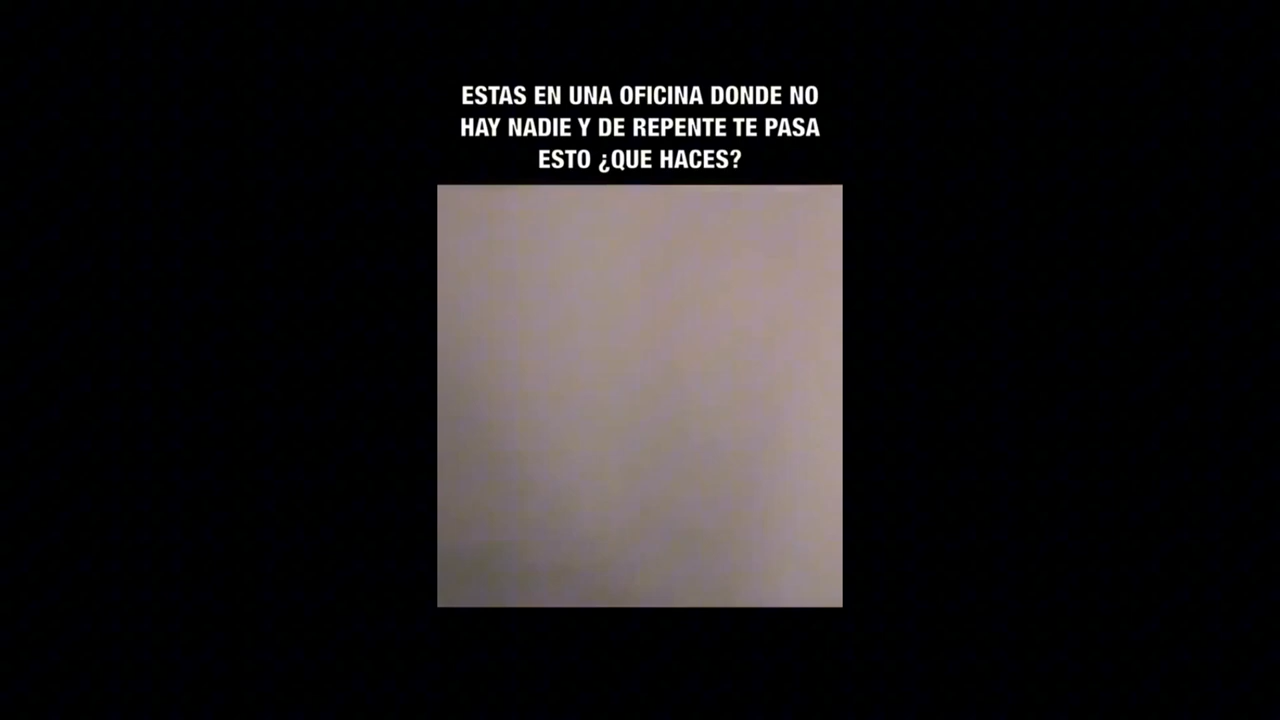 ESTAS EN UNA OFICINA DONDE NO
HAY NADIE Y DE REPENTE TE PASA
ESTO ¿QUE HACES?